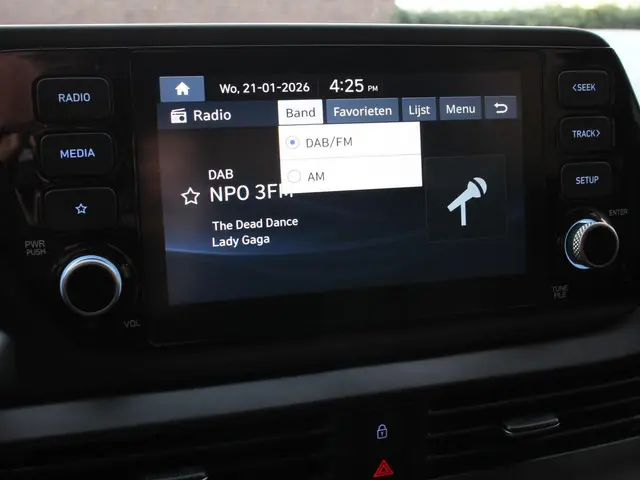 RADIO
MEDIA
PWR
PUSH
VOL
Wo, 21-01-2026 4:25 PM
Radio
Band Favorieten Lijst Menu
DAB/FM
AM
DAB
NPO 3FM
The Dead Dance
Lady Gaga
<SEEK
TRACK>
SETUP
ENTER
TUNE
FILE